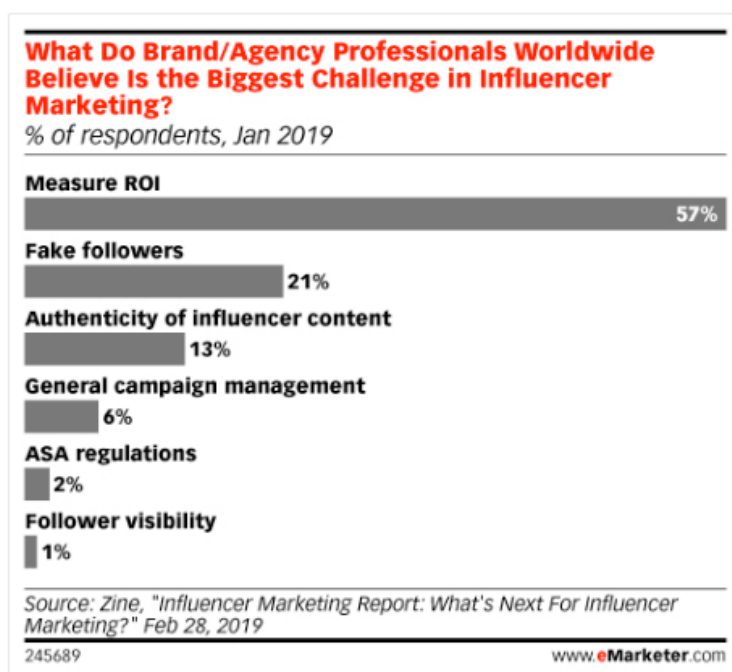 What Do Brand/Agency Professionals Worldwide
Believe Is the Biggest Challenge in Influencer
Marketing?
% of respondents, Jan 2019
Measure ROI
57%
Fake followers
21%
Authenticity of influencer content
13%
General campaign management
6%
ASA regulations
2%
Follower visibility
1%
Source: Zine, "Influencer Marketing Report: What's Next For Influencer
Marketing?" Feb 28, 2019
245689 www.eMarketer.com